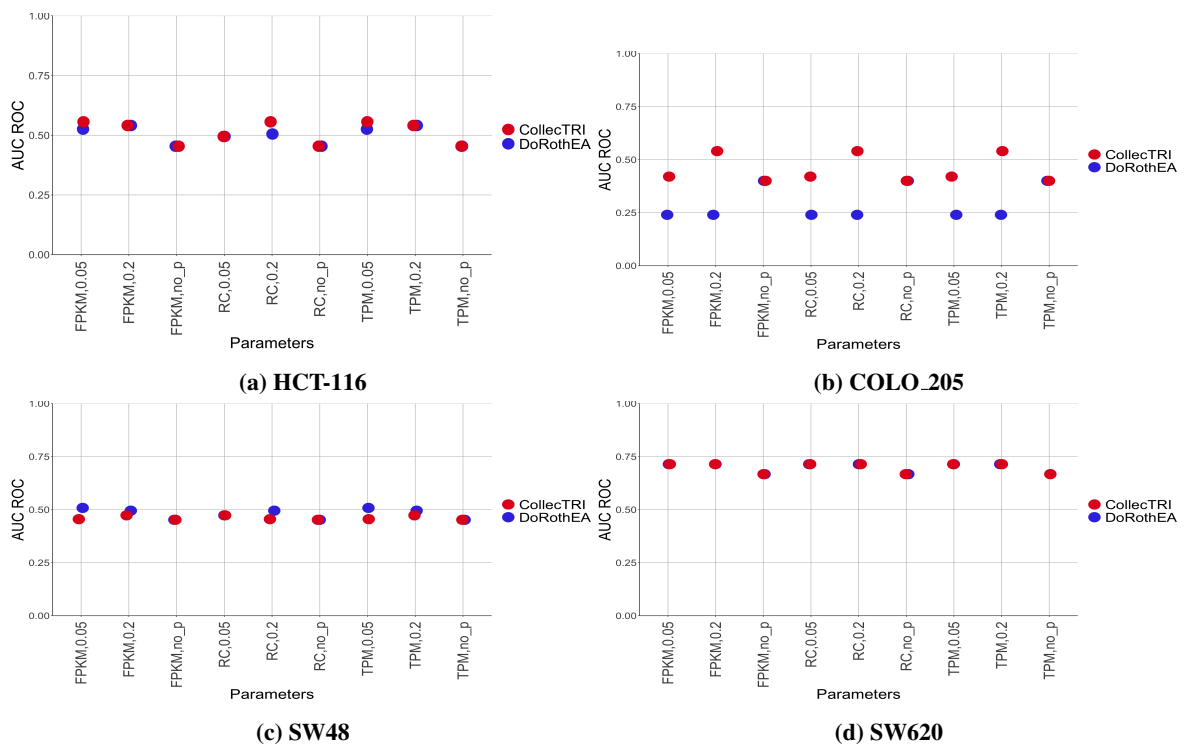 1.00
0.75
0.50
0.25
0.00
AUC ROC
FPKM,0.05
FPKM,0.2
FPKM,no_p
RC,0.05
RC,0.2
RC,no_p
TPM,0.05
TPM,0.2
TPM,no_p
Parameters
CollecTRI
DoRothEA
(a) HCT-116
1.00
0.75
0.50
0.25
0.00
AUC ROC
FPKM,0.05
FPKM,0.2
FPKM,no_p
RC,0.05
RC,0.2
RC,no_p
TPM,0.05
TPM,0.2
TPM,no_p
Parameters
CollecTRI
DoRothEA
(b) COLO_205
1.00
0.75
0.50
0.25
0.00
AUC ROC
FPKM,0.05
FPKM,0.2
FPKM,no_p
RC,0.05
RC,0.2
RC,no_p
TPM,0.05
TPM,0.2
TPM,no_p
Parameters
CollecTRI
DoRothEA
(c) SW48
1.00
0.75
0.50
0.25
0.00
AUC ROC
FPKM,0.05
FPKM,0.2
FPKM,no_p
RC,0.05
RC,0.2
RC,no_p
TPM,0.05
TPM,0.2
TPM,no_p
Parameters
CollecTRI
DoRothEA
(d) SW620